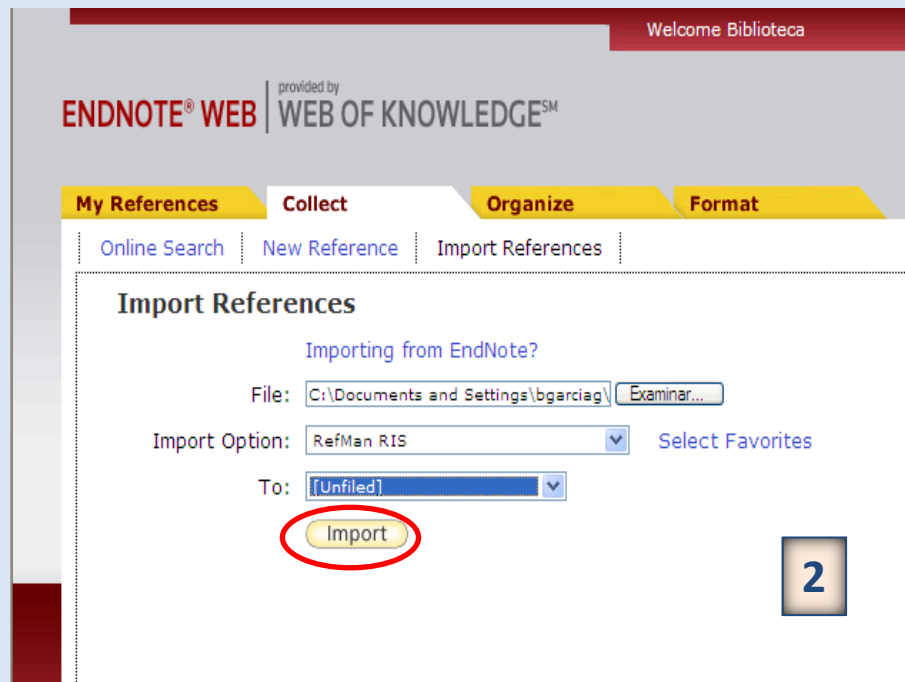 Welcome Biblioteca
ENDNOTE® WEB
provided by
WEB OF KNOWLEDGE℠
My References Collect Organize Format
Online Search New Reference Import References
Import References
Importing from EndNote?
File: C:\Documents and Settings\bgarciag\ Examinar...
Import Option: RefMan RIS Select Favorites
To: [Unfiled]
Import
2